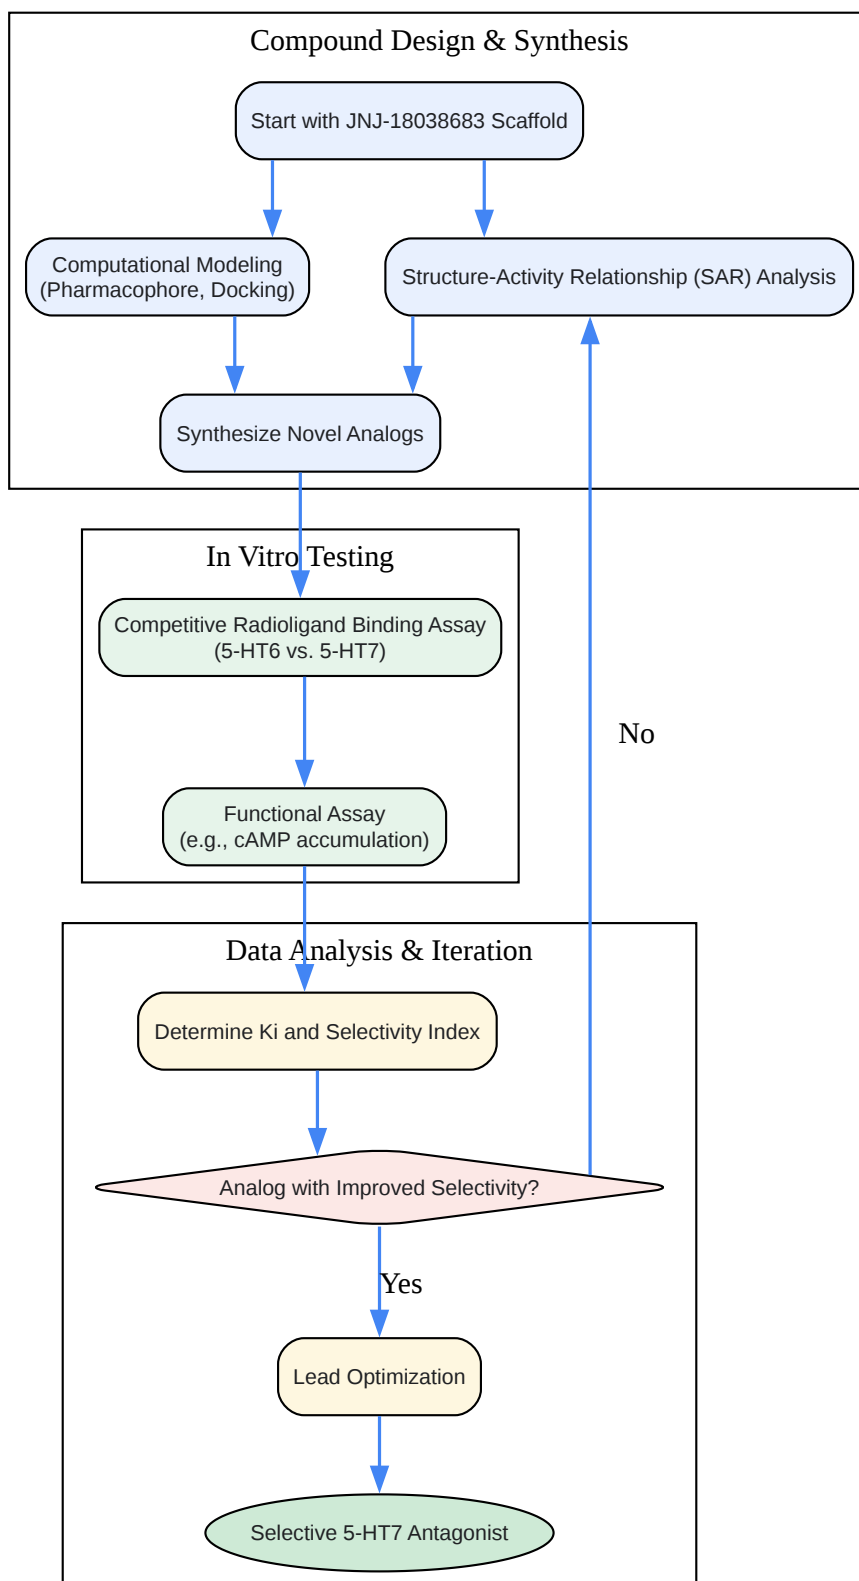 Compound Design & Synthesis
Start with JNJ-18038683 Scaffold
Computational Modeling
(Pharmacophore, Docking)
Structure-Activity Relationship (SAR) Analysis
Synthesize Novel Analogs
In Vitro Testing
Competitive Radioligand Binding Assay
(5-HT6 vs. 5-HT7)
No
Functional Assay
(e.g., cAMP accumulation)
Data Analysis & Iteration
Determine Ki and Selectivity Index
Analog with Improved Selectivity?
Yes
Lead Optimization
Selective 5-HT7 Antagonist